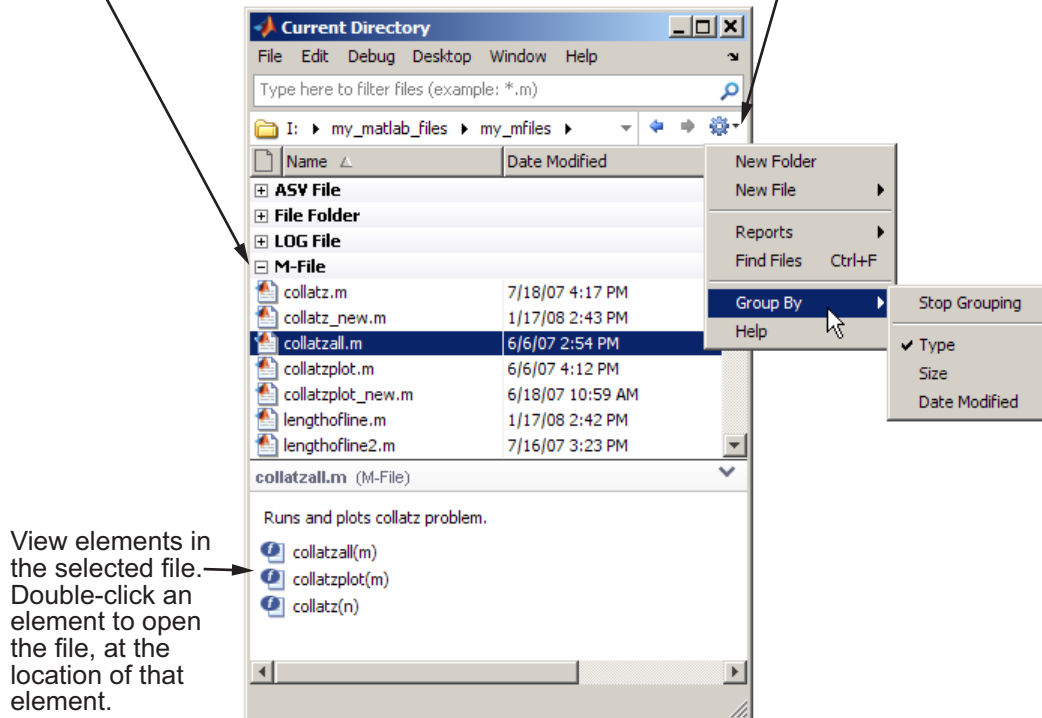 Current Directory
File Edit Debug Desktop Window Help
Type here to filter files (example: *.m)
I: my_matlab_files my_mfiles
Name Date Modified
ASV File
File Folder
LOG File
M-File
collatz.m 7/18/07 4:17 PM
collatz_new.m 1/17/08 2:43 PM
collatzall.m 6/6/07 2:54 PM
collatzplot.m 6/6/07 4:12 PM
collatzplot_new.m 6/18/07 10:59 AM
lengthofline.m 1/17/08 2:42 PM
lengthofline2.m 7/16/07 3:23 PM
New Folder
New File
Reports
Find Files Ctrl+F
Group By
Help
Stop Grouping
Type
Size
Date Modified
collatzall.m (M-File)
Runs and plots collatz problem.
collatzall(m)
collatzplot(m)
collatz(n)
View elements in
the selected file.
Double-click an
element to open
the file, at the
location of that
element.